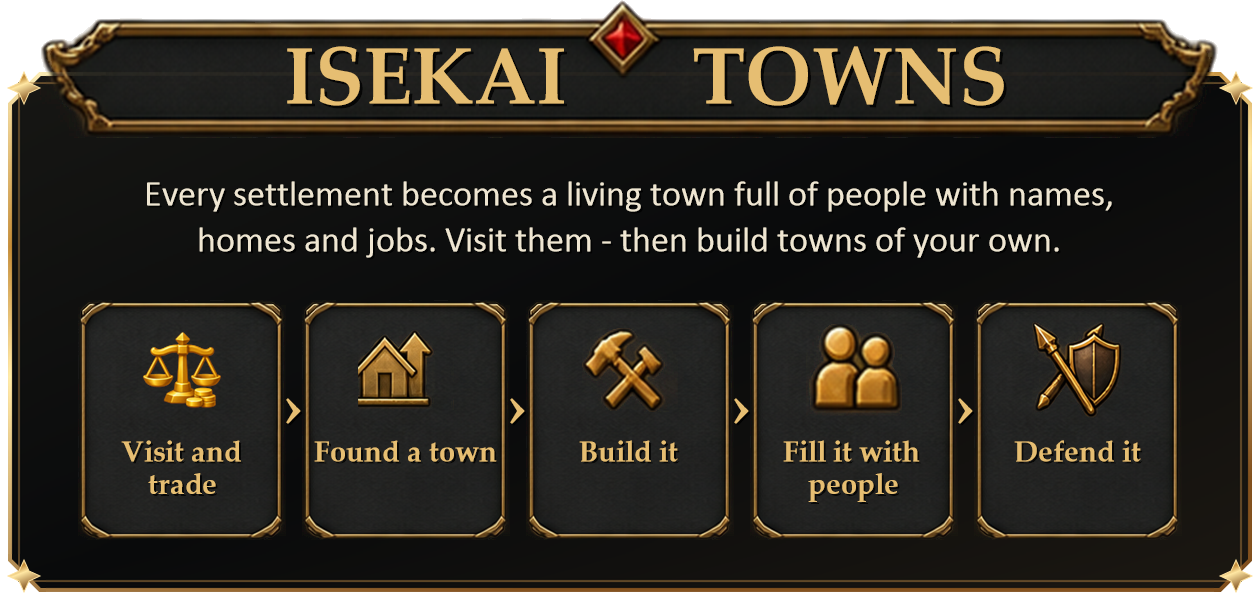 ISEKAI TOWNS
Every settlement becomes a living town full of people with names,
homes and jobs. Visit them - then build towns of your own.
Visit and
trade
Found a town
Build it
Fill it with
people
Defend it